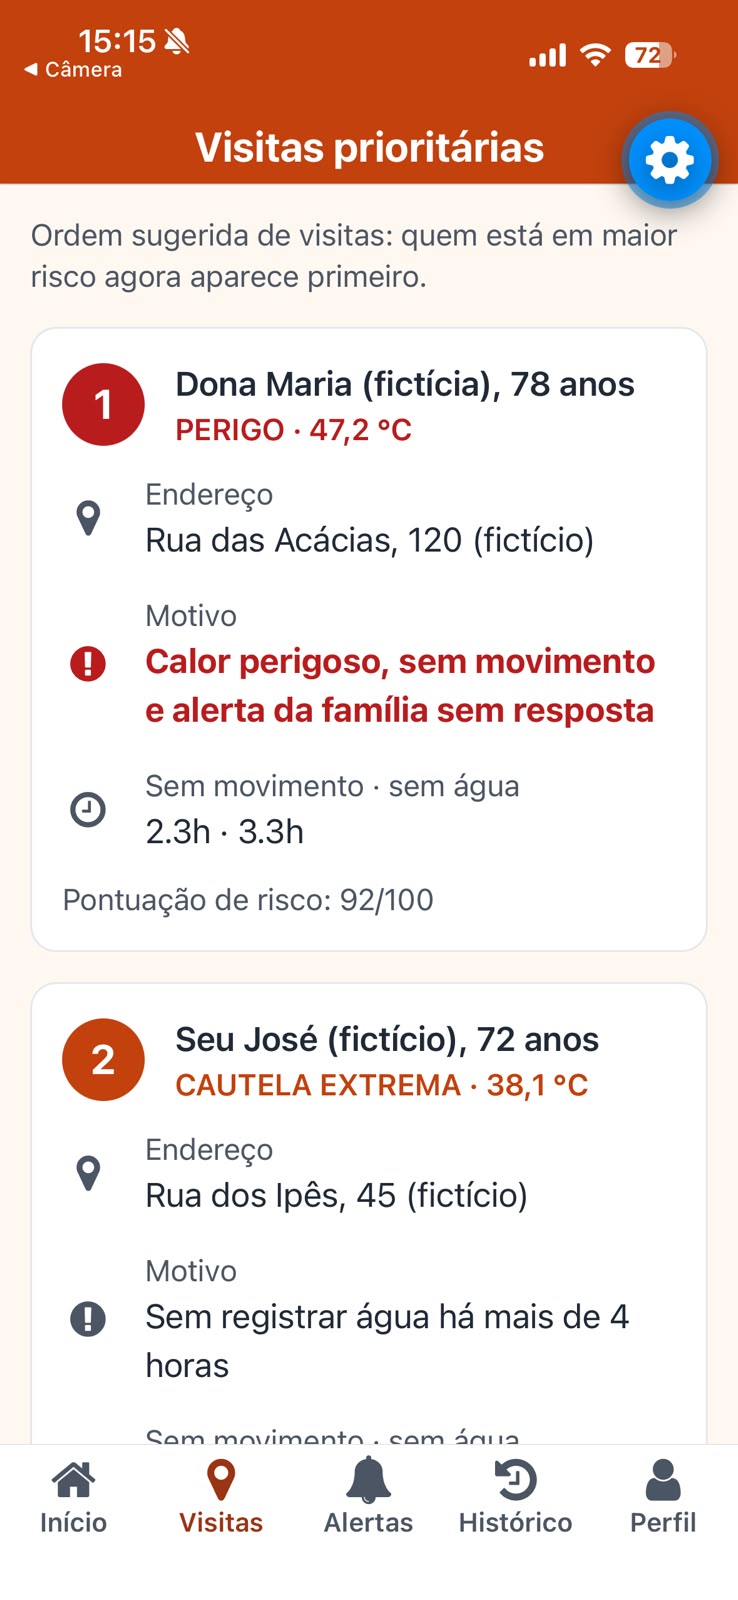 15:15
72
◀ Câmera
Visitas prioritárias
Ordem sugerida de visitas: quem está em maior
risco agora aparece primeiro.
1
Dona Maria (fictícia), 78 anos
PERIGO · 47,2 °C
Endereço
Rua das Acácias, 120 (fictício)
Motivo
Calor perigoso, sem movimento
e alerta da família sem resposta
Sem movimento · sem água
2.3h · 3.3h
Pontuação de risco: 92/100
2
Seu José (fictício), 72 anos
CAUTELA EXTREMA · 38,1 °C
Endereço
Rua dos Ipês, 45 (fictício)
Motivo
Sem registrar água há mais de 4
horas
Sem movimento · sem água
Início
Visitas
Alertas
Histórico
Perfil